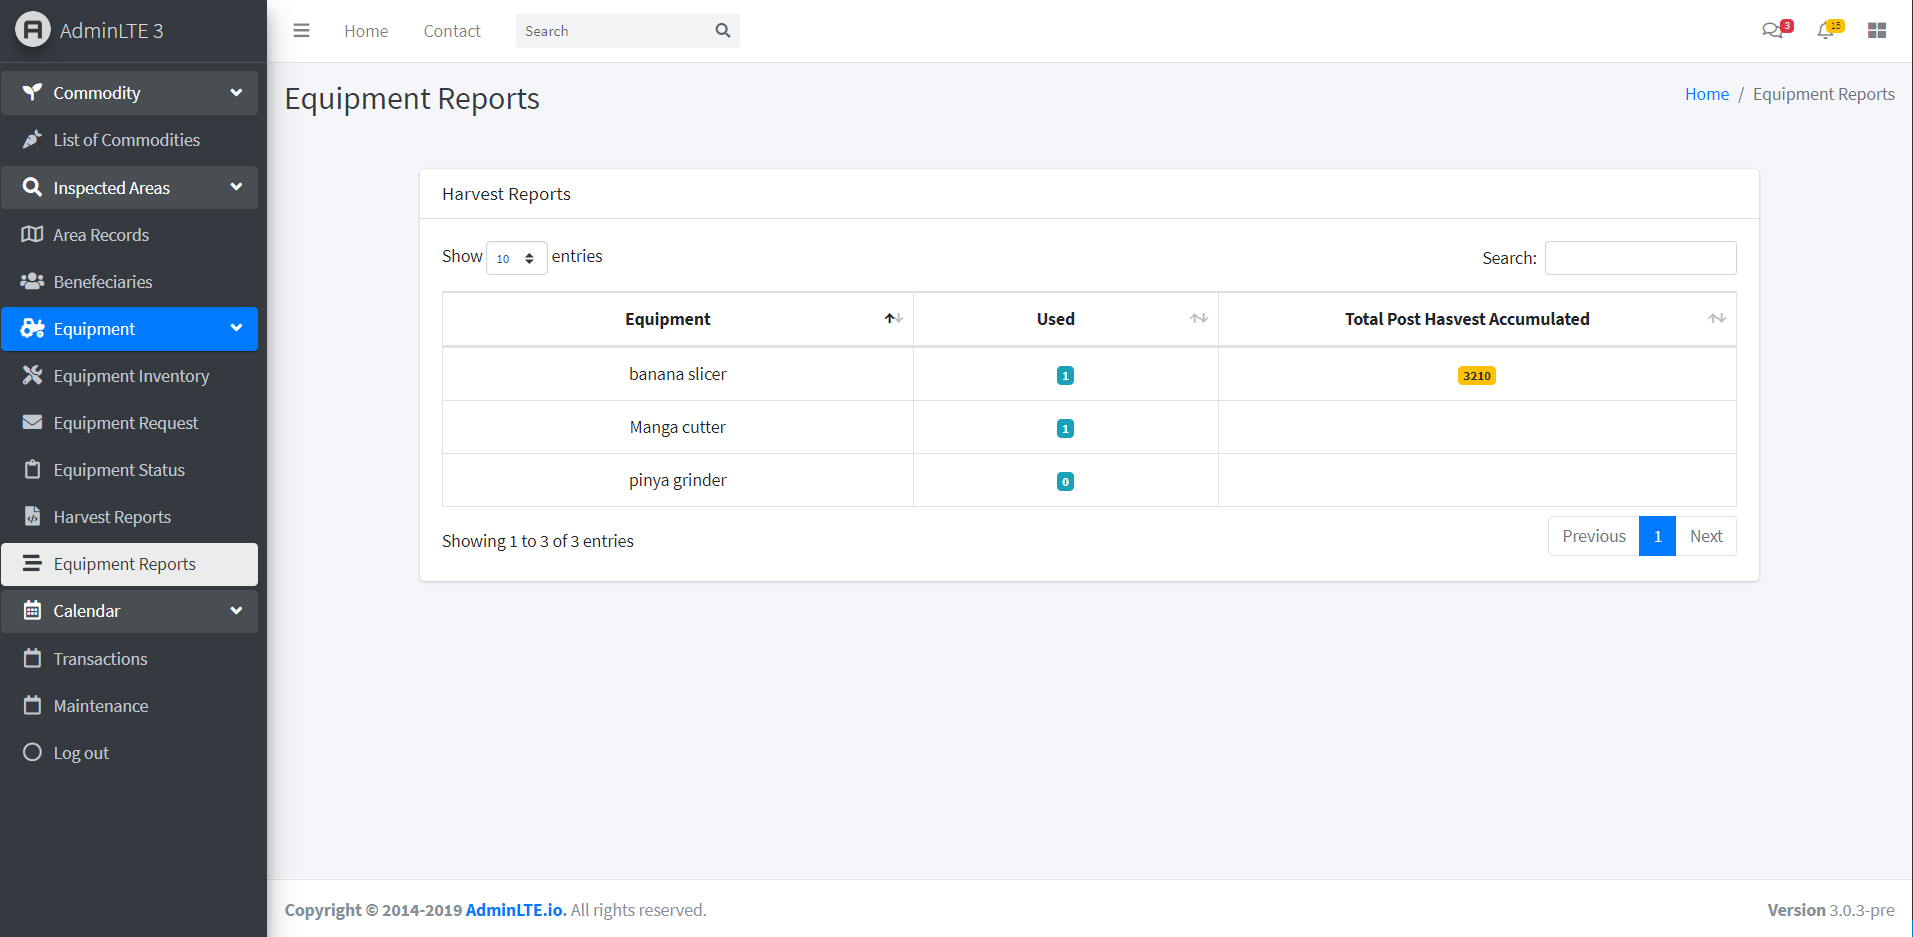 AdminLTE 3
Home
Contact
Search
3
15
Commodity
List of Commodities
Inspected Areas
Area Records
Benefeciaries
Equipment
Equipment Inventory
Equipment Request
Equipment Status
Harvest Reports
Equipment Reports
Calendar
Transactions
Maintenance
Log out
Equipment Reports
Home / Equipment Reports
Harvest Reports
Show 10 entries
Search:
Equipment Used Total Post Hasvest Accumulated
banana slicer 1 3210
Manga cutter 1
pinya grinder 0
Showing 1 to 3 of 3 entries
Previous 1 Next
Copyright © 2014-2019 AdminLTE.io. All rights reserved.
Version 3.0.3-pre